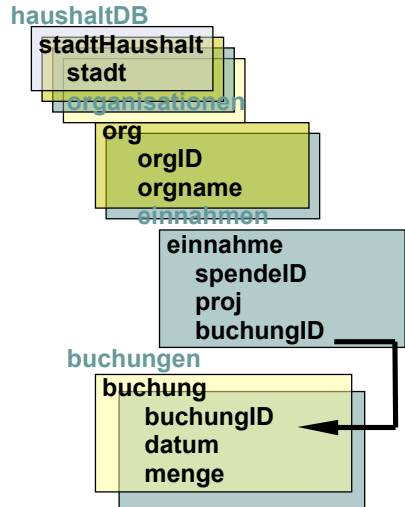 haushaltDB
stadtHaushalt
stadt
organisationen
org
orgID
orgname
einnahmen
einnahme
spendeID
proj
buchungID
buchungen
buchung
buchungID
datum
menge